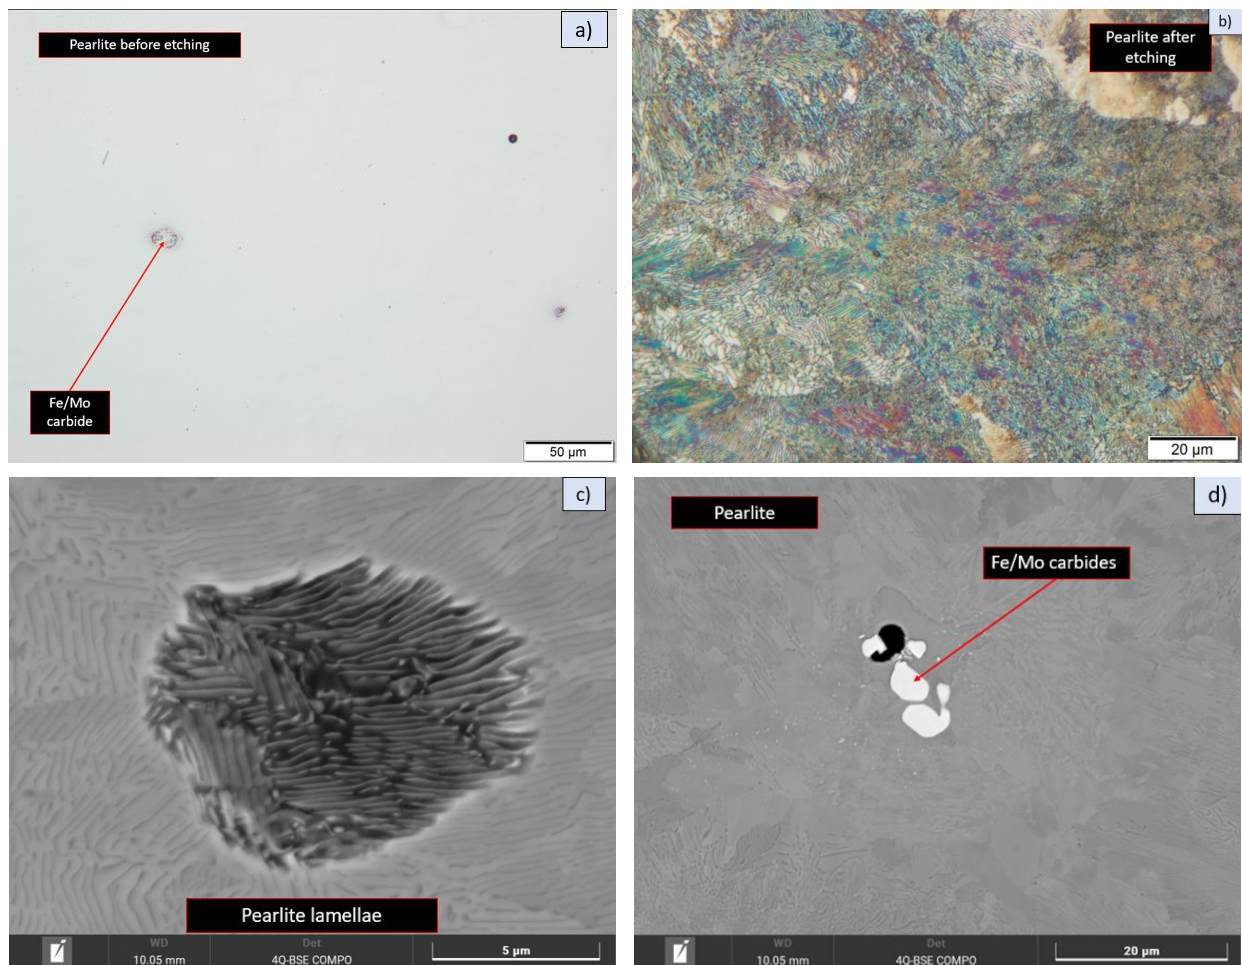 Pearlite before etching
a)
Fe/Mo
carbide
50 µm
b)
Pearlite after
etching
20 µm
c)
Pearlite lamellae
WD
10.05 mm
Det
4Q-BSE COMPO
5 µm
d)
Pearlite
Fe/Mo carbides
WD
10.05 mm
Det
4Q-BSE COMPO
20 µm